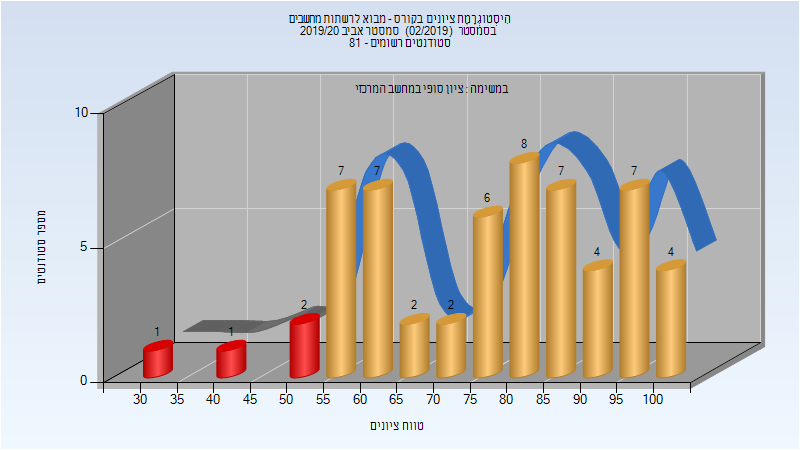 היסטוגרמת ציונים בקורס - מבוא לרשתות מחשבים
בסמסטר (02/2019) סמסטר אביב 2019/20
סטודנטים רשומים - 81
במשימה : ציון סופי במחשב המרכזי
מספר סטודנטים
10
5
0
1
1
2
7
7
2
2
6
8
7
4
7
4
30 35 40 45 50 55 60 65 70 75 80 85 90 95 100
טווח ציונים